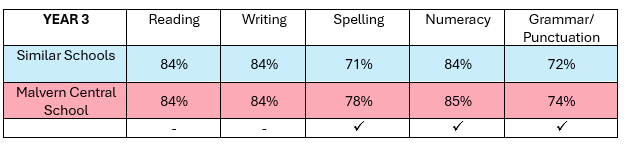 YEAR 3 Reading Writing Spelling Numeracy Grammar/
Punctuation
Similar Schools 84% 84% 71% 84% 72%
Malvern Central
School 84% 84% 78% 85% 74%
- - ✓ ✓ ✓